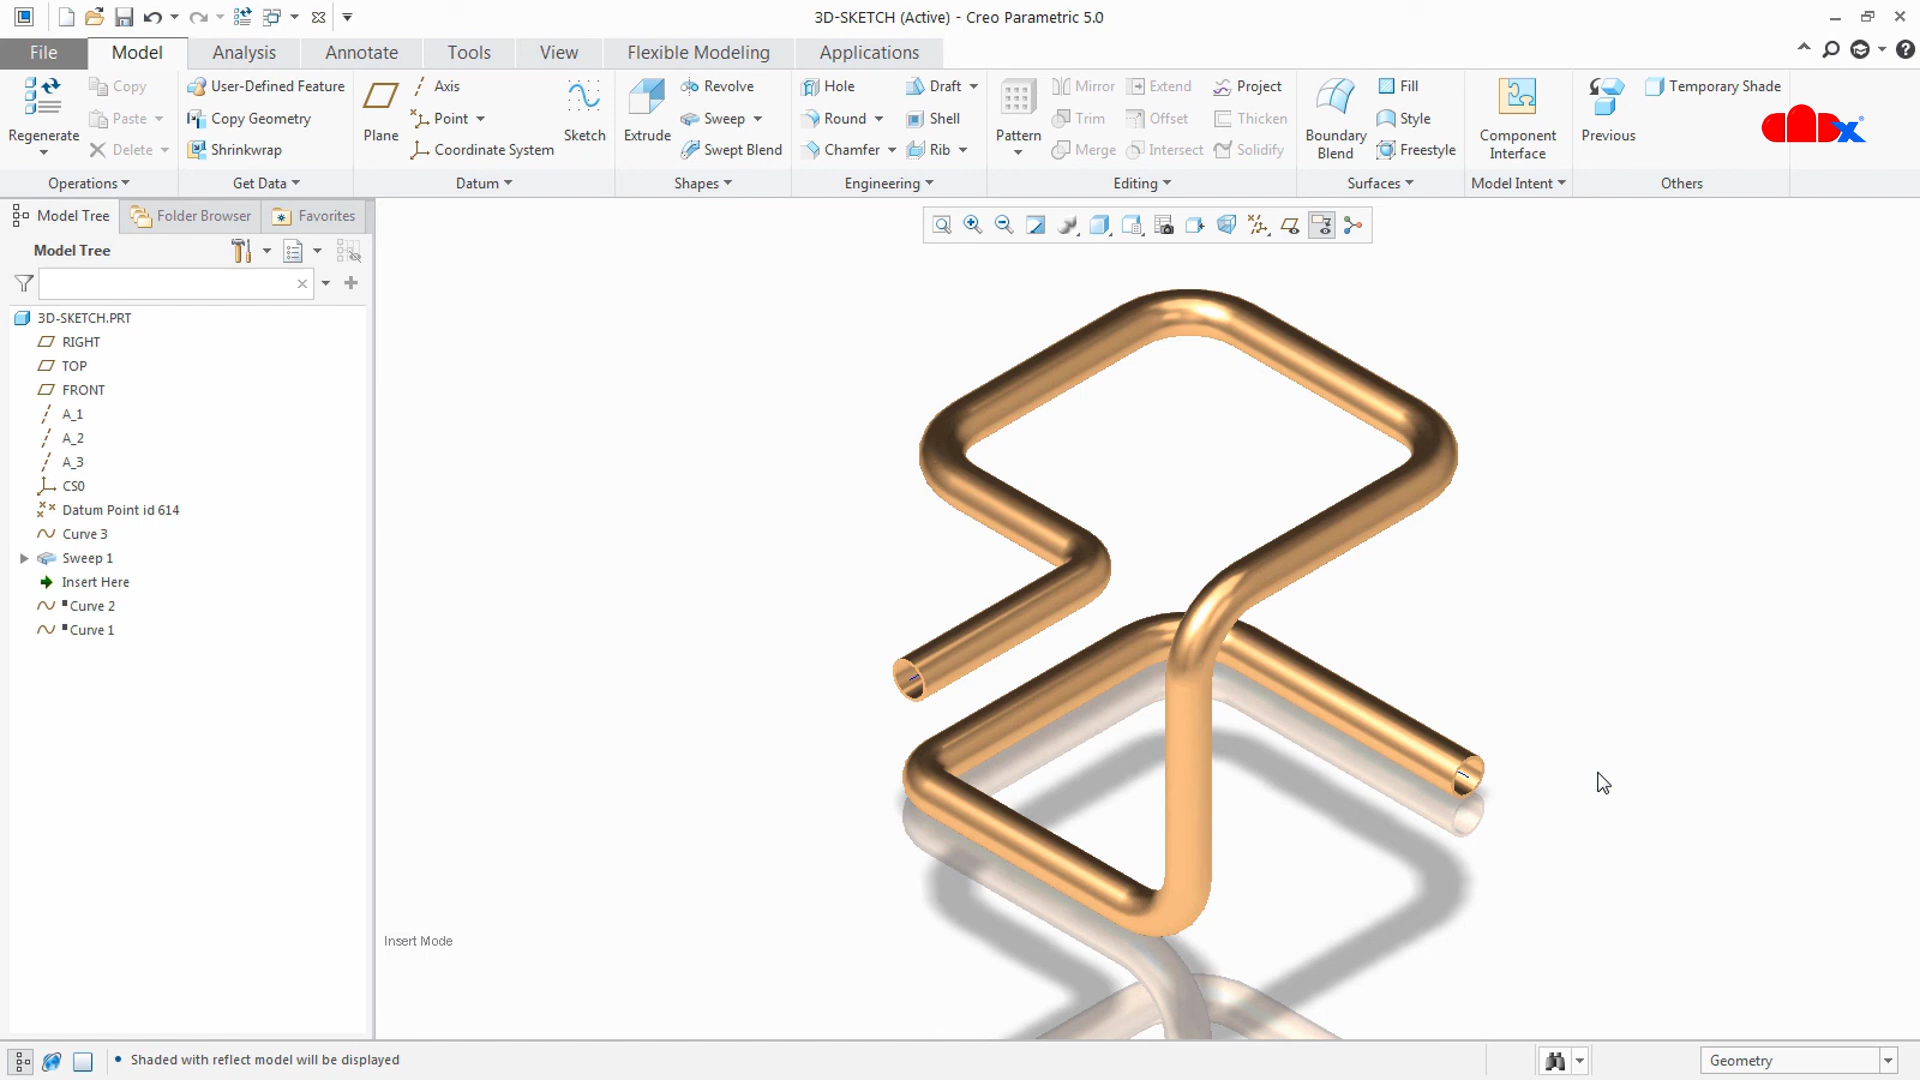 3D-SKETCH (Active) - Creo Parametric 5.0
File Model Analysis Annotate Tools View Flexible Modeling Applications
Regenerate
Copy
Paste
Delete
Operations
User-Defined Feature
Copy Geometry
Shrinkwrap
Get Data
Plane
Axis
Point
Coordinate System
Sketch
Datum
Extrude
Revolve
Sweep
Swept Blend
Shapes
Hole
Round
Chamfer
Draft
Shell
Rib
Engineering
Pattern
Mirror
Trim
Merge
Extend
Offset
Intersect
Project
Thicken
Solidify
Editing
Boundary
Blend
Fill
Style
Freestyle
Surfaces
Component
Interface
Model Intent
Previous
Temporary Shade
Others
CADx®
Model Tree Folder Browser Favorites
Model Tree
3D-SKETCH.PRT
RIGHT
TOP
FRONT
A_1
A_2
A_3
CS0
Datum Point id 614
Curve 3
Sweep 1
Insert Here
Curve 2
Curve 1
Insert Mode
Shaded with reflect model will be displayed
Geometry